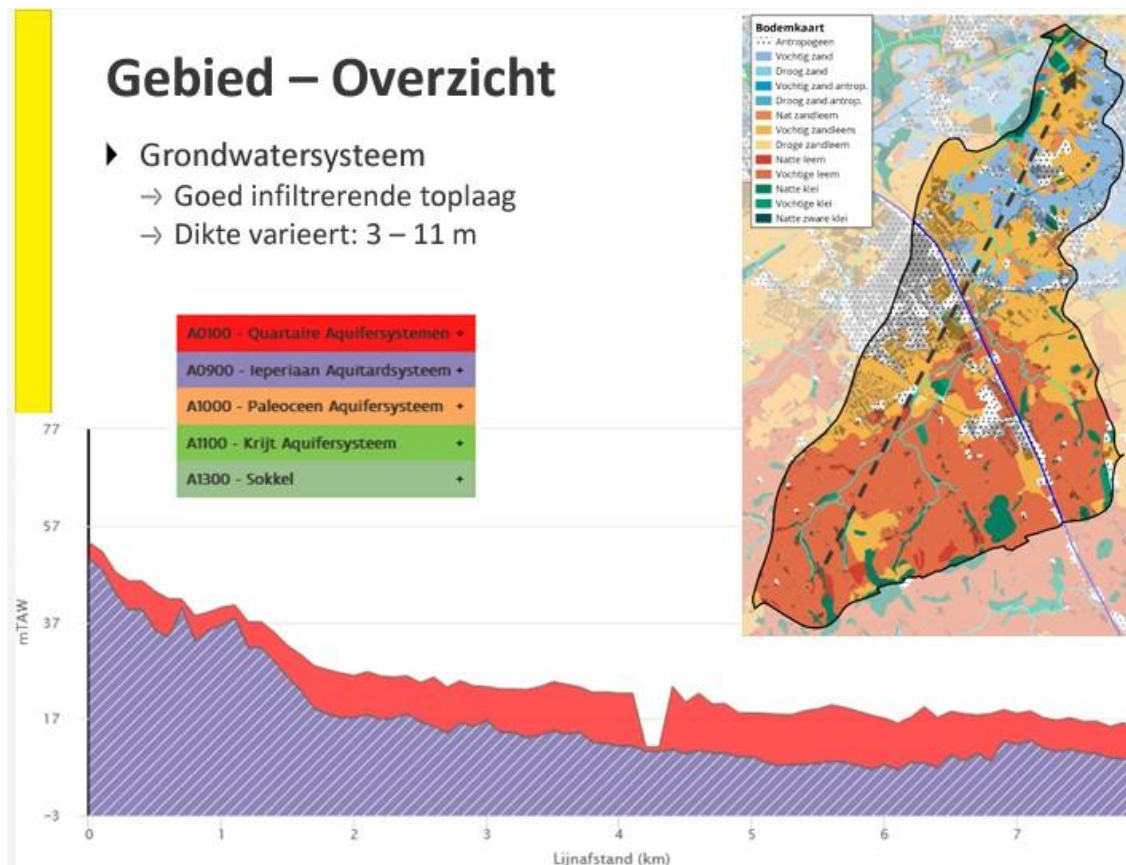 Gebied – Overzicht
Grondwatersysteem
→ Goed infiltrerende toplaag
→ Dikte varieert: 3 – 11 m
Bodemkaart
Antropogeen
Vochtig zand
Droog zand
Vochtig zand antrop.
Droog zand antrop.
Nat zandleem
Vochtig zandleem
Droge zandleem
Natte leem
Vochtige leem
Natte klei
Vochtige klei
Natte zware klei
A0100 - Quartaire Aquifersystemen +
A0900 - Ieperiaan Aquitardsysteem +
A1000 - Paleoceen Aquifersysteem +
A1100 - Krijt Aquifersysteem +
A1300 - Sokkel +
77
57
37
17
-3
mTAW
0 1 2 3 4 5 6 7
Lijnafstand (km)